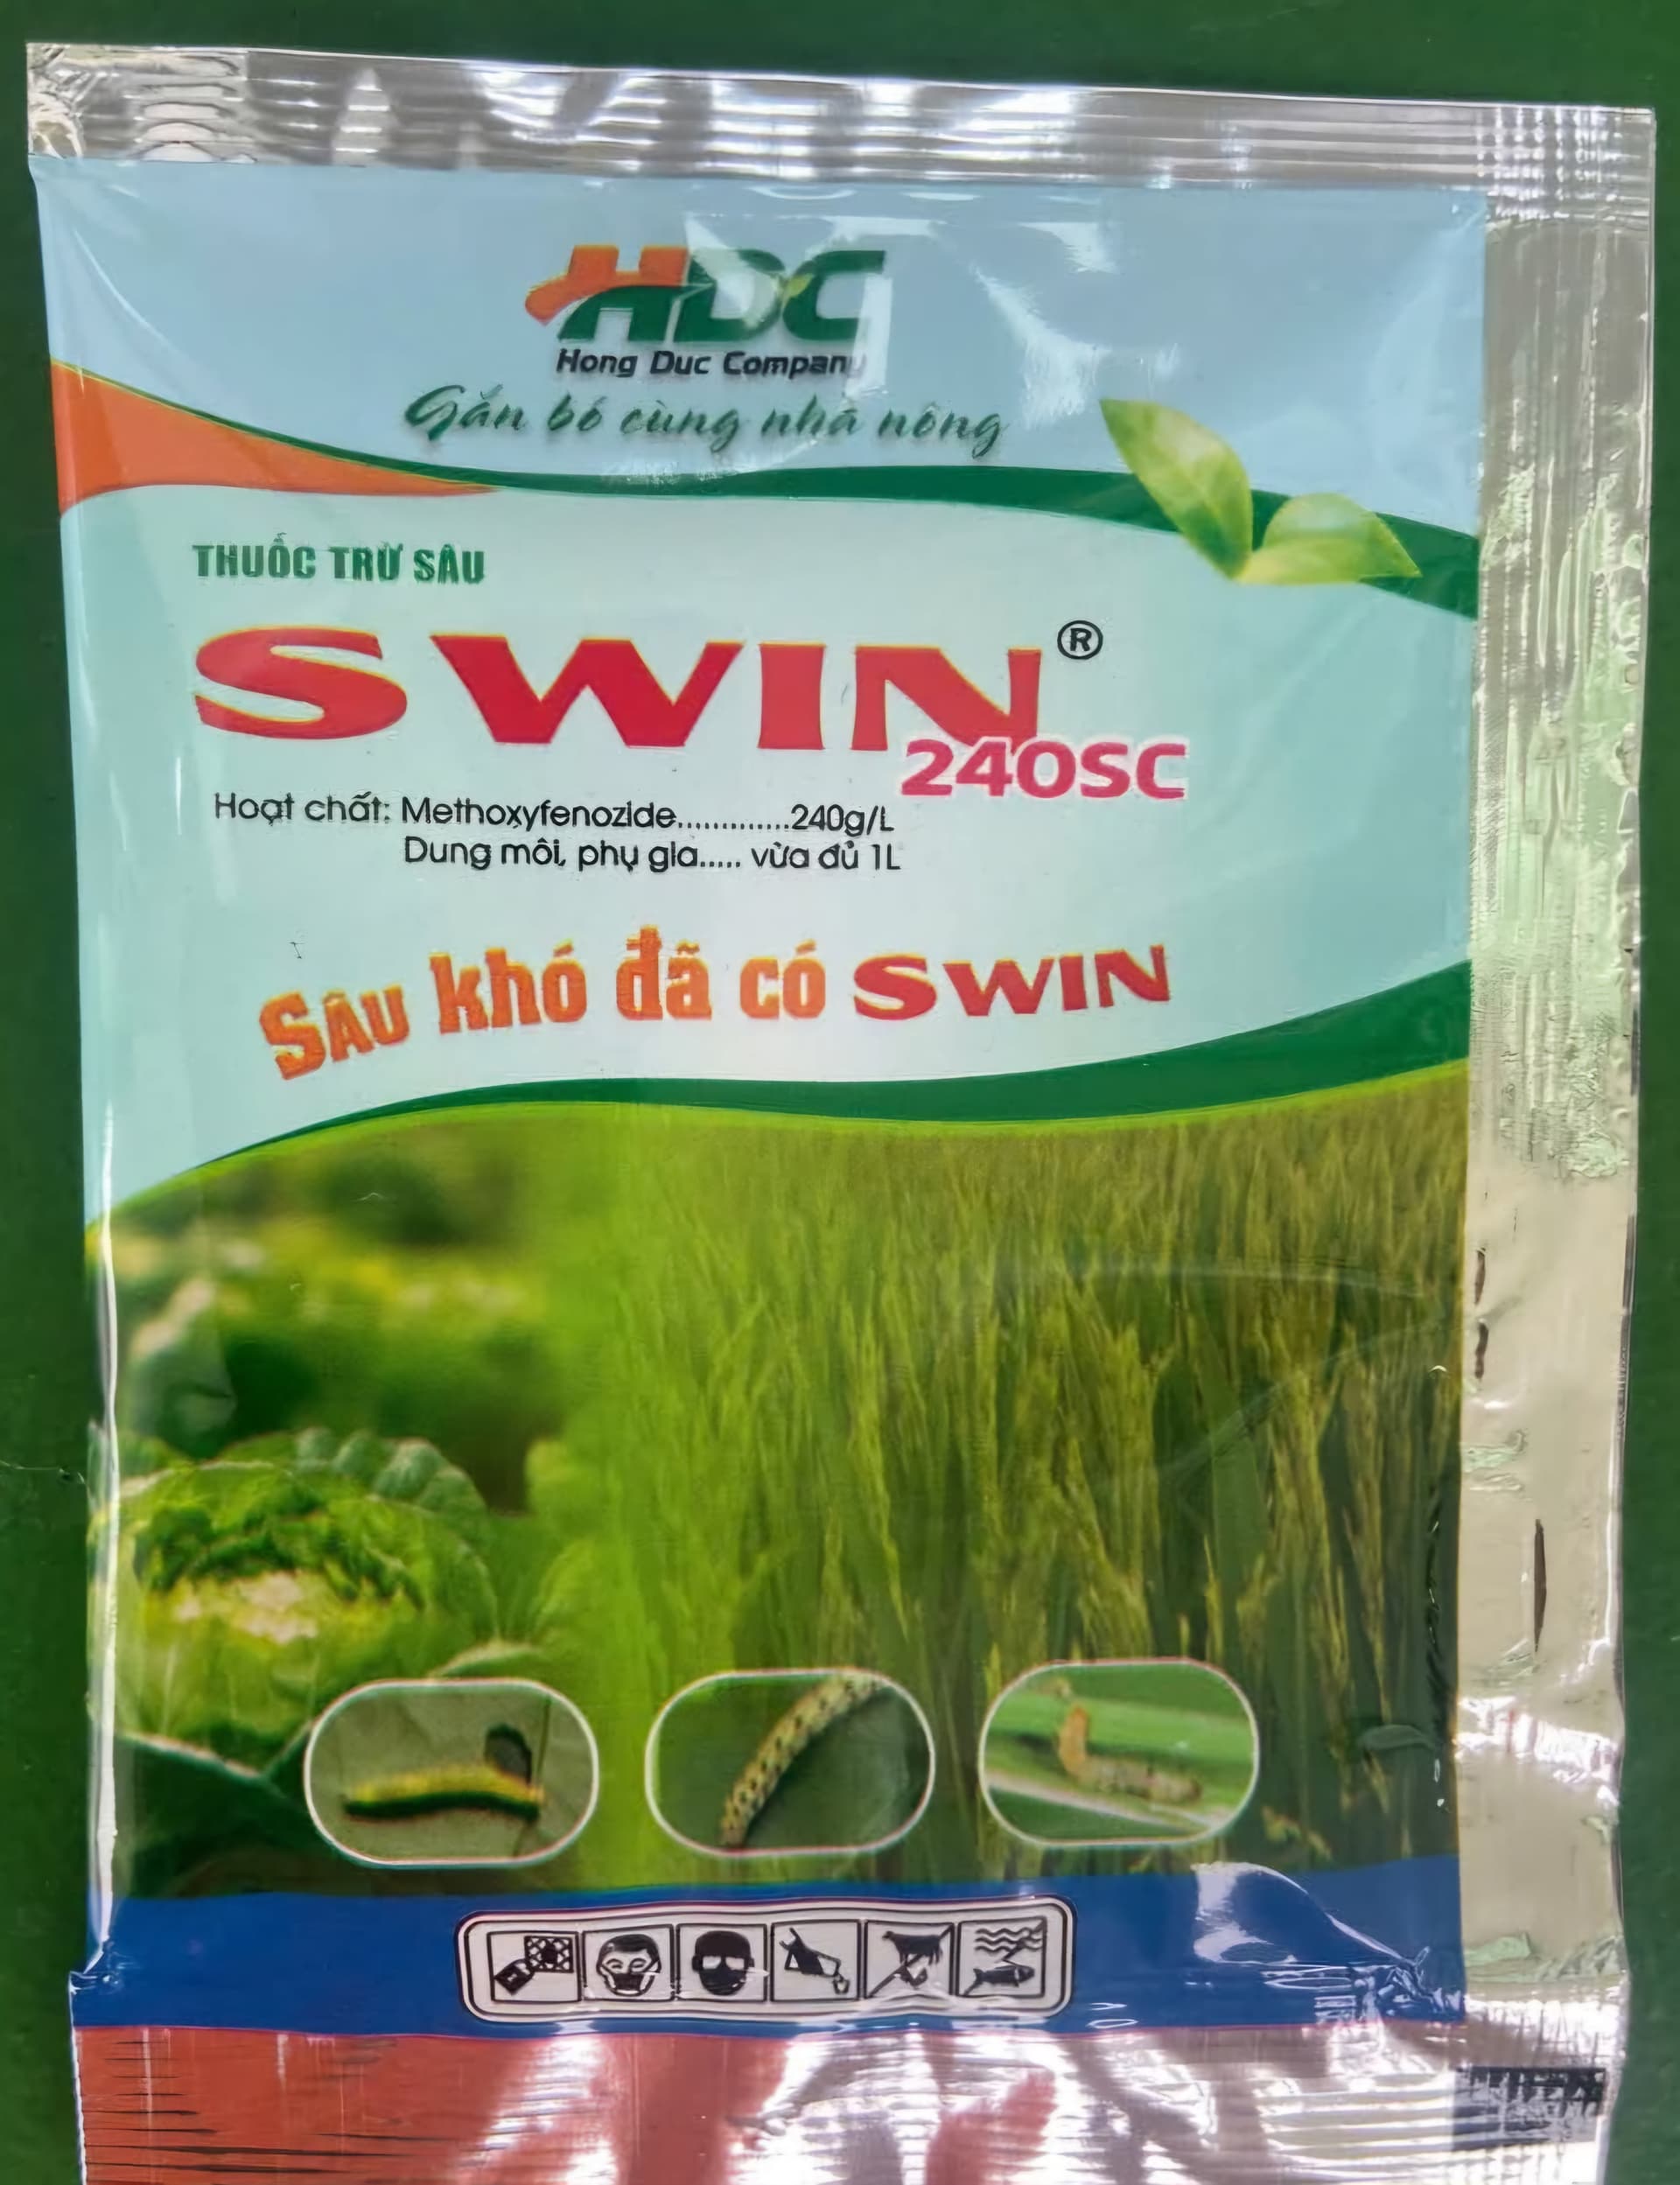 HDC
Hong Duc Company
Gắn bó cùng nhà nông
THUỐC TRỪ SÂU
SWIN®
240SC
Hoạt chất: Methoxyfenozide.............240g/L
Dung môi, phụ gia..... vừa đủ 1L
Sâu khó đã có SWIN